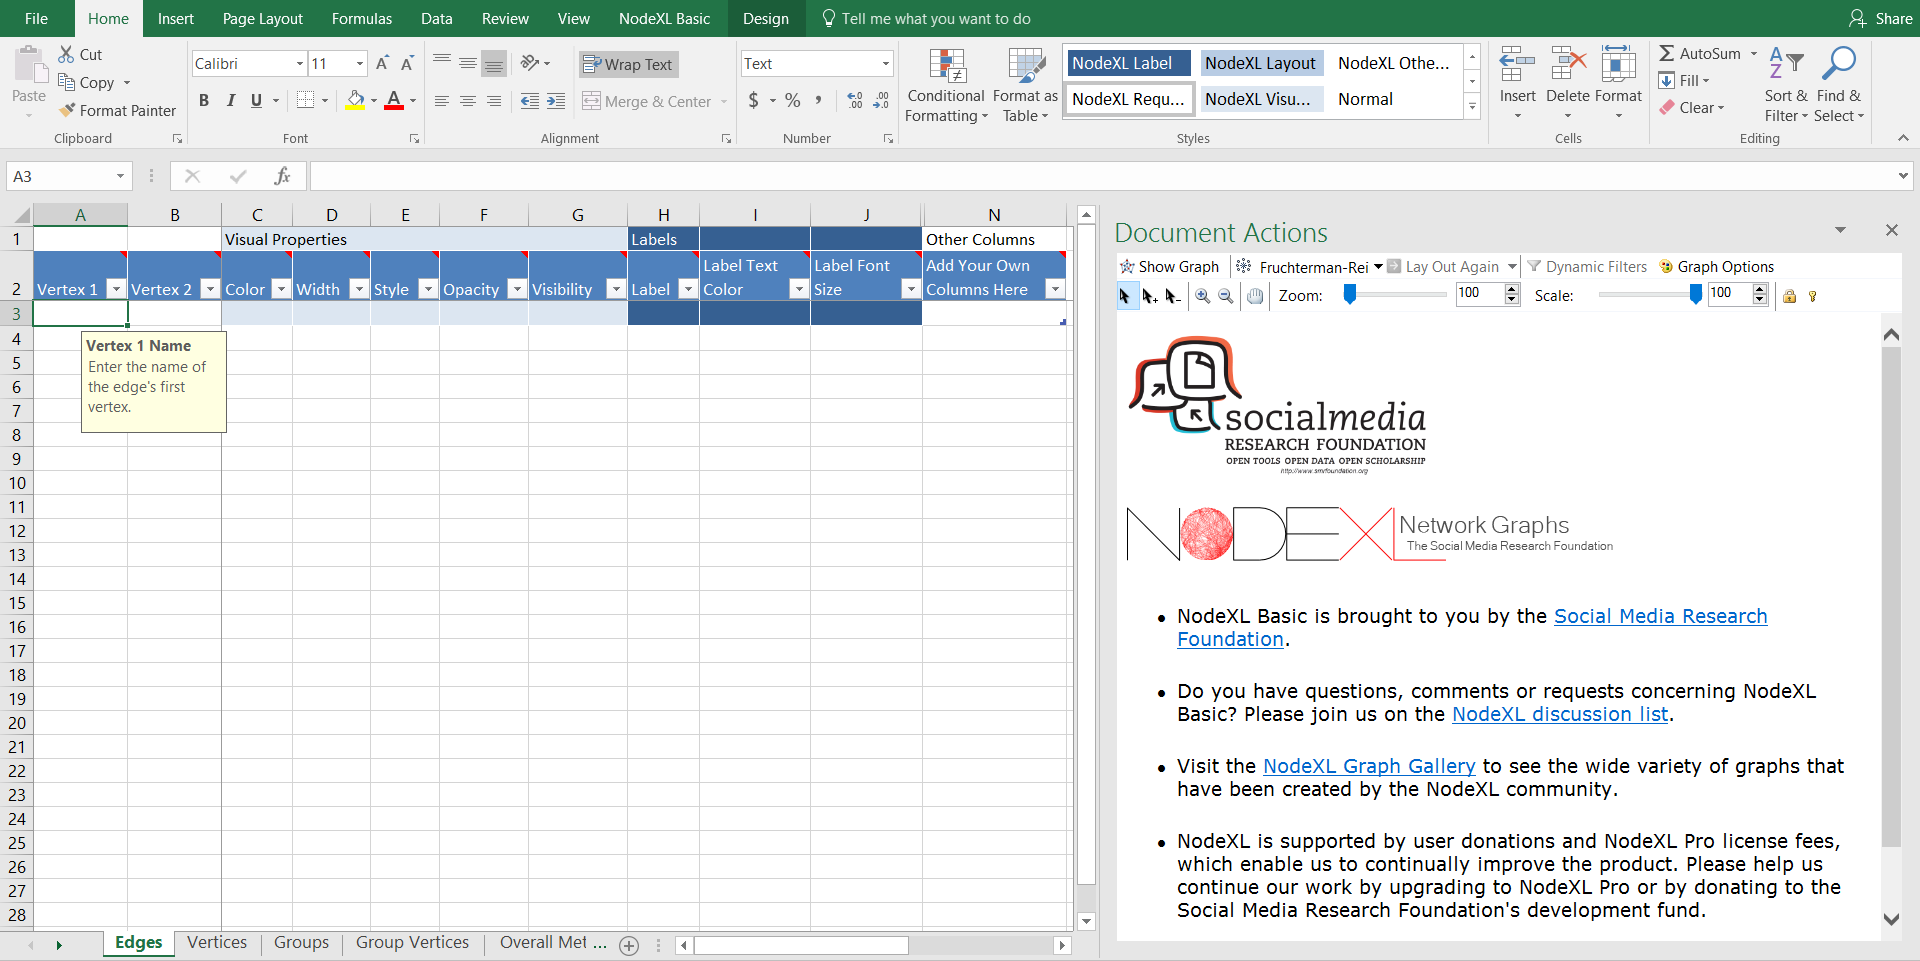 File Home Insert Page Layout Formulas Data Review View NodeXL Basic Design Tell me what you want to do Share
Paste Cut Copy Format Painter Clipboard
Calibri 11 B I U A Font
Wrap Text Merge & Center Alignment
Text $ % , Number
Conditional Formatting Format as Table
NodeXL Label NodeXL Layout NodeXL Othe...
NodeXL Requ... NodeXL Visu... Normal
Styles
Insert Delete Format Cells
AutoSum Fill Clear Sort & Filter Find & Select Editing
A3 fx
A B C D E F G H I J N
1 Visual Properties Labels Other Columns
2 Vertex 1 Vertex 2 Color Width Style Opacity Visibility Label Label Text Color Label Font Size Add Your Own Columns Here
3
4
Vertex 1 Name
Enter the name of
the edge's first
vertex.
5
6
7
8
9
10
11
12
13
14
15
16
17
18
19
20
21
22
23
24
25
26
27
28
Edges Vertices Groups Group Vertices Overall Met ...
Document Actions
Show Graph Fruchterman-Rei Lay Out Again Dynamic Filters Graph Options
Zoom: 100 Scale: 100
socialmedia
RESEARCH FOUNDATION
OPEN TOOLS OPEN DATA OPEN SCHOLARSHIP
http://www.smrfoundation.org
NODEXL Network Graphs
The Social Media Research Foundation
• NodeXL Basic is brought to you by the Social Media Research
Foundation.
• Do you have questions, comments or requests concerning NodeXL
Basic? Please join us on the NodeXL discussion list.
• Visit the NodeXL Graph Gallery to see the wide variety of graphs that
have been created by the NodeXL community.
• NodeXL is supported by user donations and NodeXL Pro license fees,
which enable us to continually improve the product. Please help us
continue our work by upgrading to NodeXL Pro or by donating to the
Social Media Research Foundation's development fund.